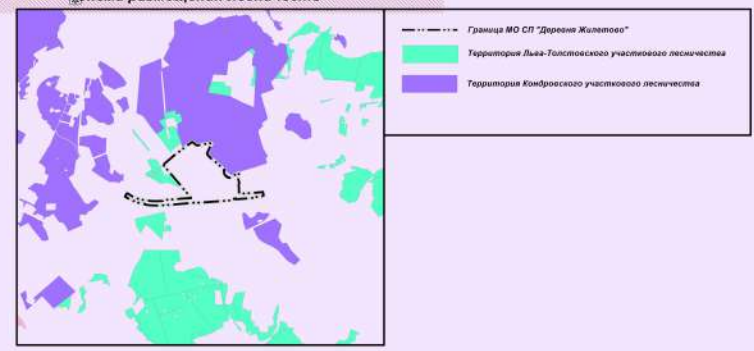 Граница МО СП "Деревня Жилетово"
Территория Льва-Толстовского участкового лесничества
Территория Кондровского участкового лесничества